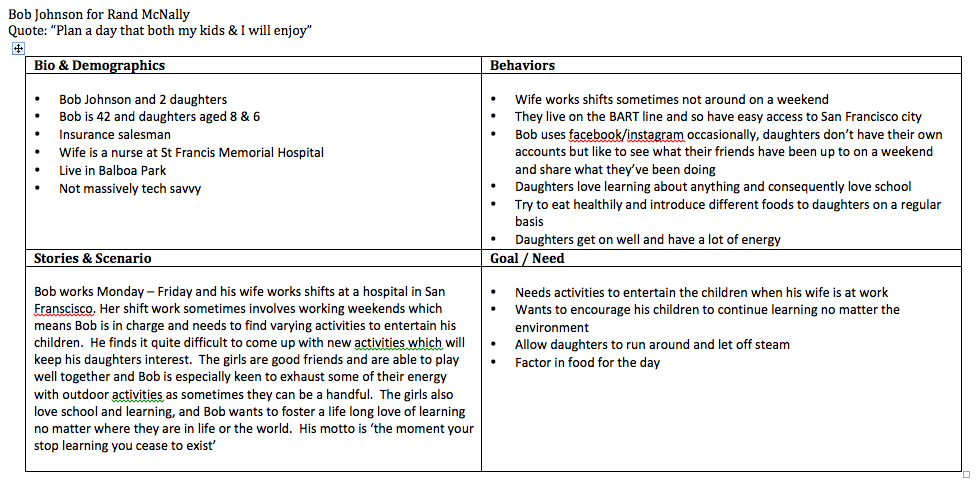 Bob Johnson for Rand McNally
Quote: “Plan a day that both my kids & I will enjoy”
Bio & Demographics
• Bob Johnson and 2 daughters
• Bob is 42 and daughters aged 8 & 6
• Insurance salesman
• Wife is a nurse at St Francis Memorial Hospital
• Live in Balboa Park
• Not massively tech savvy
Behaviors
• Wife works shifts sometimes not around on a weekend
• They live on the BART line and so have easy access to San Francisco city
• Bob uses facebook/instagram occasionally, daughters don’t have their own
accounts but like to see what their friends have been up to on a weekend
and share what they’ve been doing
• Daughters love learning about anything and consequently love school
• Try to eat healthily and introduce different foods to daughters on a regular
basis
• Daughters get on well and have a lot of energy
Stories & Scenario
Bob works Monday – Friday and his wife works shifts at a hospital in San
Franscisco. Her shift work sometimes involves working weekends which
means Bob is in charge and needs to find varying activities to entertain his
children. He finds it quite difficult to come up with new activities which will
keep his daughters interest. The girls are good friends and are able to play
well together and Bob is especially keen to exhaust some of their energy
with outdoor activities as sometimes they can be a handful. The girls also
love school and learning, and Bob wants to foster a life long love of learning
no matter where they are in life or the world. His motto is ‘the moment your
stop learning you cease to exist’
Goal / Need
• Needs activities to entertain the children when his wife is at work
• Wants to encourage his children to continue learning no matter the
environment
• Allow daughters to run around and let off steam
• Factor in food for the day